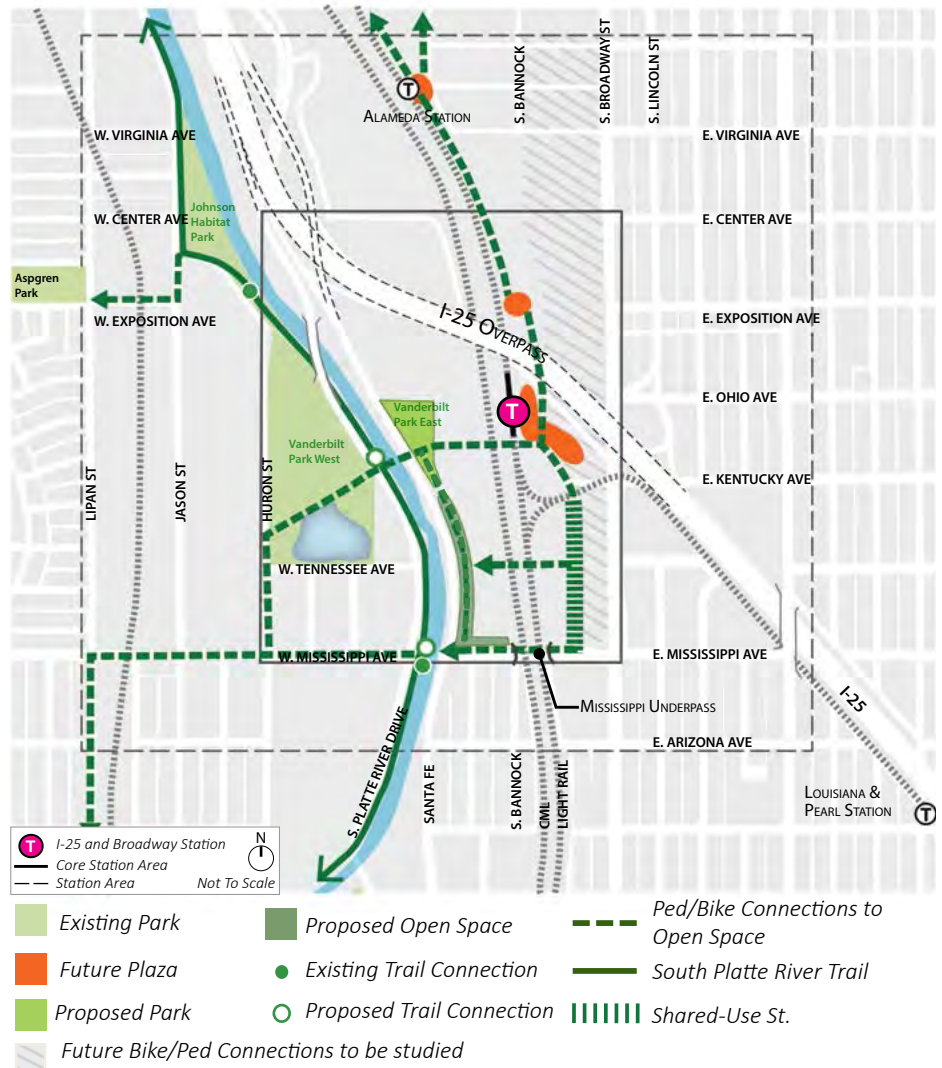 S. BANNOCK
S. BROADWAY ST
S. LINCOLN ST
T
ALAMEDA STATION
W. VIRGINIA AVE
E. VIRGINIA AVE
Johnson
Habitat
Park
W. CENTER AVE
E. CENTER AVE
Aspgren
Park
W. EXPOSITION AVE
I-25 OVERPASS
E. EXPOSITION AVE
E. OHIO AVE
T
Vanderbilt
Park East
Vanderbilt
Park West
E. KENTUCKY AVE
LIPAN ST
JASON ST
HURON ST
W. TENNESSEE AVE
W. MISSISSIPPI AVE
E. MISSISSIPPI AVE
MISSISSIPPI UNDERPASS
I-25
E. ARIZONA AVE
S. PLATTE RIVER DRIVE
SANTA FE
S. BANNOCK
CML
LIGHT RAIL
LOUISIANA &
PEARL STATION
T
T I-25 and Broadway Station
N
Core Station Area
Station Area
Not To Scale
Existing Park
Proposed Open Space
Ped/Bike Connections to
Open Space
Future Plaza
Existing Trail Connection
South Platte River Trail
Proposed Park
Proposed Trail Connection
Shared-Use St.
Future Bike/Ped Connections to be studied